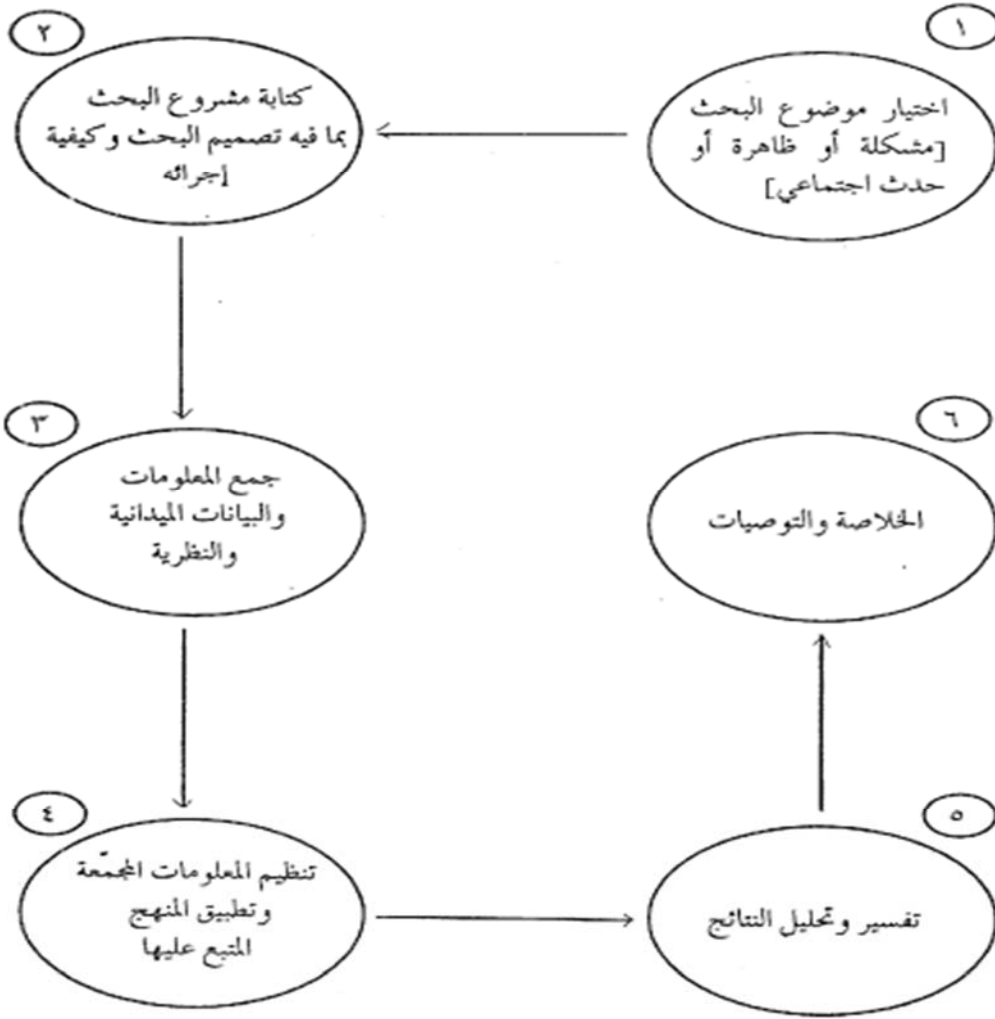 ١
اختيار موضوع البحث
[مشكلة أو ظاهرة أو
حدث اجتماعي]
٢
كتابة مشروع البحث
بما فيه تصميم البحث وكيفية
إجرائه
٣
جمع المعلومات
والبيانات الميدانية
والنظرية
٤
تنظيم المعلومات المجمّعة
وتطبيق المنهج
المتبع عليها
٥
تفسير وتحليل النتائج
٦
الخلاصة والتوصيات